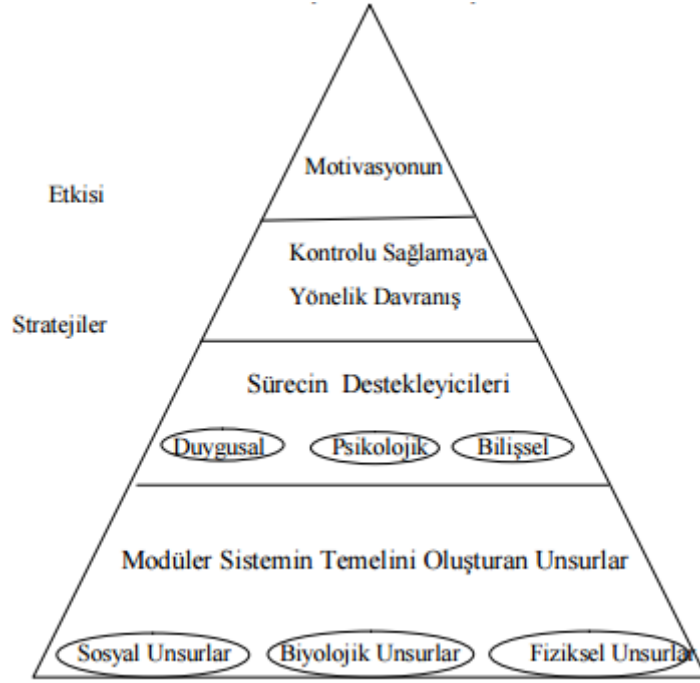 Motivasyonun
Etkisi
Kontrolu Sağlamaya
Yönelik Davranış
Stratejiler
Sürecin Destekleyicileri
Duygusal Psikolojik Bilişsel
Modüler Sistemin Temelini Oluşturan Unsurlar
Sosyal Unsurlar Biyolojik Unsurlar Fiziksel Unsurlar